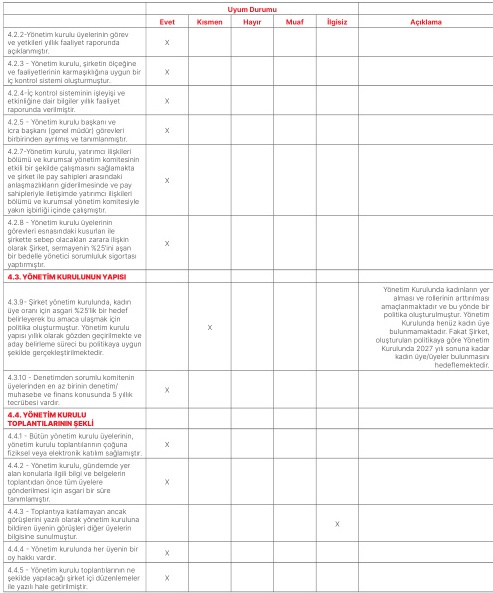 Uyum Durumu
Evet Kısmen Hayır Muaf İlgisiz Açıklama
4.2.2-Yönetim kurulu üyelerinin görev
ve yetkileri yıllık faaliyet raporunda
açıklanmıştır.
X
4.2.3 - Yönetim kurulu, şirketin ölçeğine
ve faaliyetlerinin karmaşıklığına uygun bir
iç kontrol sistemi oluşturmuştur.
X
4.2.4-İç kontrol sisteminin işleyişi ve
etkinliğine dair bilgiler yıllık faaliyet
raporunda verilmiştir.
X
4.2.5 - Yönetim kurulu başkanı ve
icra başkanı (genel müdür) görevleri
birbirinden ayrılmış ve tanımlanmıştır.
X
4.2.7-Yönetim kurulu, yatırımcı ilişkileri
bölümü ve kurumsal yönetim komitesinin
etkili bir şekilde çalışmasını sağlamakta
ve şirket ile pay sahipleri arasındaki
anlaşmazlıkların giderilmesinde ve pay
sahipleriyle iletişimde yatırımcı ilişkileri
bölümü ve kurumsal yönetim komitesiyle
yakın işbirliği içinde çalışmıştır.
X
4.2.8 - Yönetim kurulu üyelerinin
görevleri esnasındaki kusurları ile
şirkette sebep olacakları zarara ilişkin
olarak Şirket, sermayenin %25'ini aşan
bir bedelle yönetici sorumluluk sigortası
yaptırmıştır.
X
4.3. YÖNETİM KURULUNUN YAPISI
4.3.9- Şirket yönetim kurulunda, kadın
üye oranı için asgari %25'lik bir hedef
belirleyerek bu amaca ulaşmak için
politika oluşturmuştur. Yönetim kurulu
yapısı yıllık olarak gözden geçirilmekte ve
aday belirleme süreci bu politikaya uygun
şekilde gerçekleştirilmektedir.
X
Yönetim Kurulunda kadınların yer
alması ve rollerinin arttırılması
amaçlanmaktadır ve bu yönde bir
politika oluşturulmuştur. Yönetim
Kurulunda henüz kadın üye
bulunmamaktadır. Fakat Şirket,
oluşturulan politikaya göre Yönetim
Kurulunda 2027 yılı sonuna kadar
kadın üye/üyeler bulunmasını
hedeflemektedir.
4.3.10 - Denetimden sorumlu komitenin
üyelerinden en az birinin denetim/
muhasebe ve finans konusunda 5 yıllık
tecrübesi vardır.
X
4.4. YÖNETİM KURULU
TOPLANTILARININ ŞEKLİ
4.4.1 - Bütün yönetim kurulu üyelerinin,
yönetim kurulu toplantılarının çoğuna
fiziksel veya elektronik katılım sağlamıştır.
X
4.4.2 - Yönetim kurulu, gündemde yer
alan konularla ilgili bilgi ve belgelerin
toplantıdan önce tüm üyelere
gönderilmesi için asgari bir süre
tanımlamıştır.
X
4.4.3 - Toplantıya katılamayan ancak
görüşlerini yazılı olarak yönetim kuruluna
bildiren üyenin görüşleri diğer üyelerin
bilgisine sunulmuştur.
X
4.4.4 - Yönetim kurulunda her üyenin bir
oy hakkı vardır.
X
4.4.5 - Yönetim kurulu toplantılarının ne
şekilde yapılacağı şirket içi düzenlemeler
ile yazılı hale getirilmiştir.
X